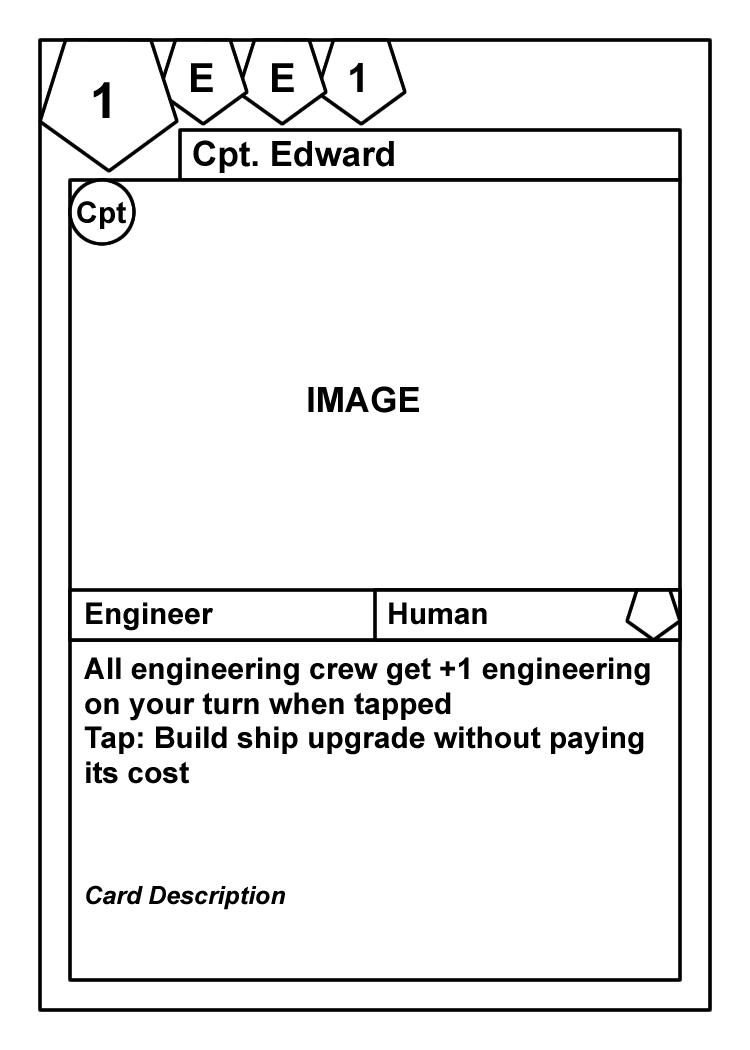 1 E E 1
Cpt. Edward
Cpt
IMAGE
Engineer
Human
All engineering crew get +1 engineering
on your turn when tapped
Tap: Build ship upgrade without paying
its cost
Card Description